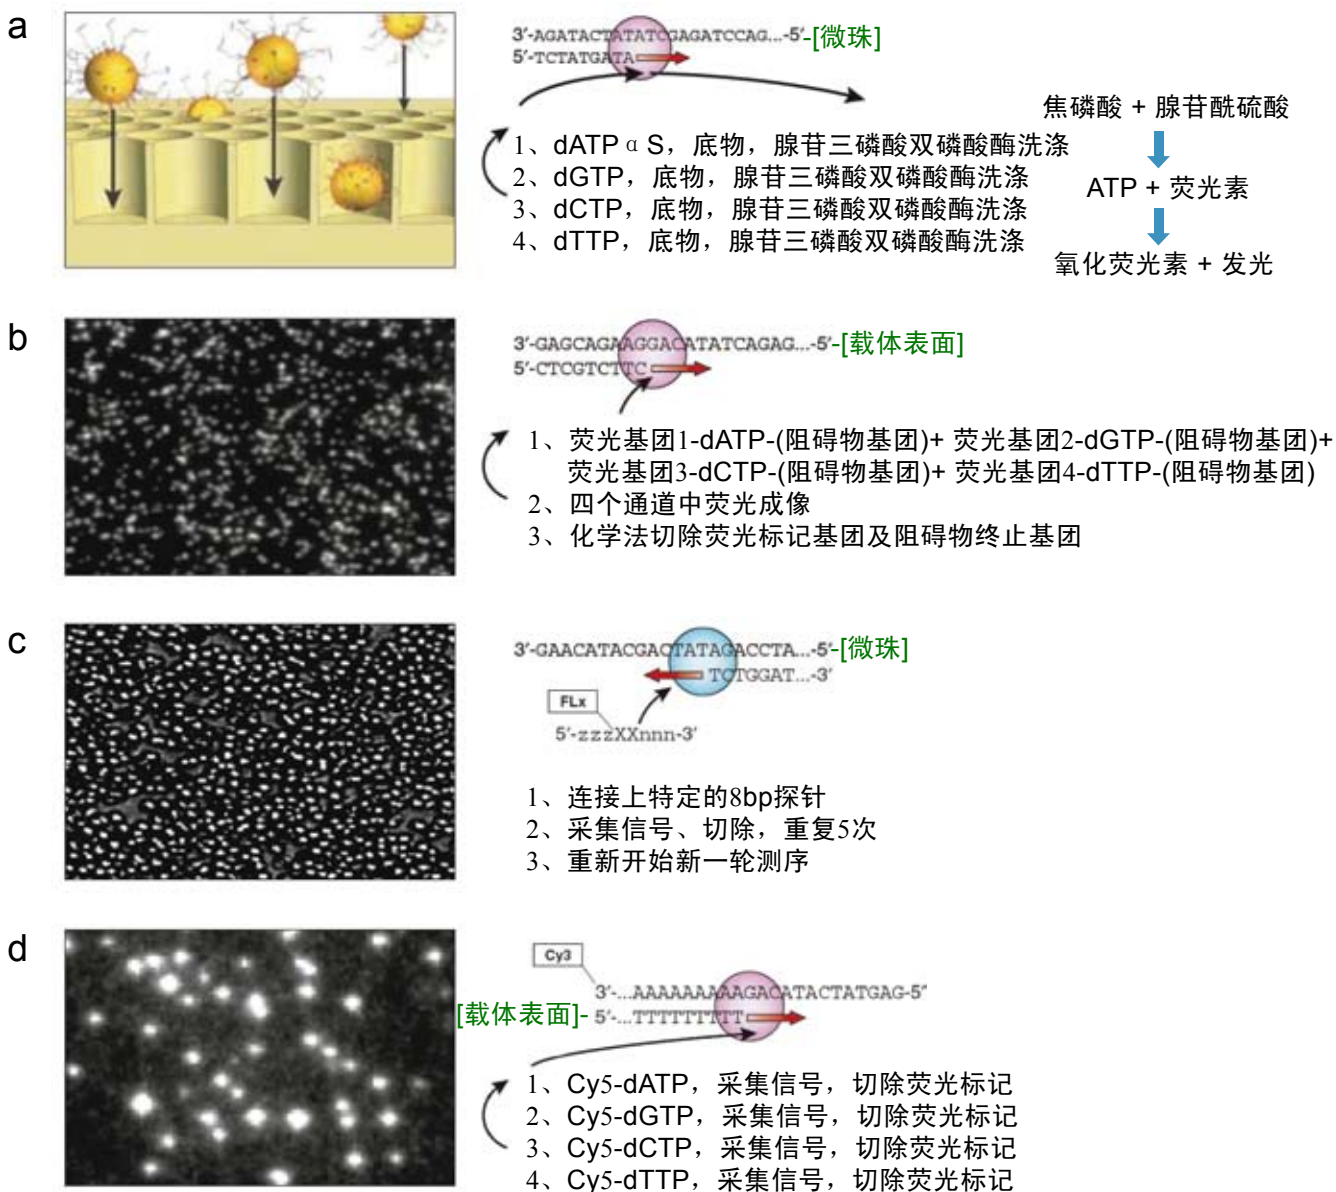 a
3′-AGATACTATATCGAGATCCAG...-5′-[微珠]
5′-TCTATGATA
1、dATPαS，底物，腺苷三磷酸双磷酸酶洗涤
2、dGTP，底物，腺苷三磷酸双磷酸酶洗涤
3、dCTP，底物，腺苷三磷酸双磷酸酶洗涤
4、dTTP，底物，腺苷三磷酸双磷酸酶洗涤
焦磷酸 + 腺苷酰硫酸
ATP + 荧光素
氧化荧光素 + 发光
b
3′-GAGCAGAAGGACATATCAGAG...-5′-[载体表面]
5′-CTCGTCTTC
1、荧光基团1-dATP-(阻碍物基团)+ 荧光基团2-dGTP-(阻碍物基团)+
荧光基团3-dCTP-(阻碍物基团)+ 荧光基团4-dTTP-(阻碍物基团)
2、四个通道中荧光成像
3、化学法切除荧光标记基团及阻碍物终止基团
c
3′-GAACATACGACTATAGACCTA...-5′-[微珠]
TCTGGAT...-3′
FLx
5′-zzzXXnnn-3′
1、连接上特定的8bp探针
2、采集信号、切除，重复5次
3、重新开始新一轮测序
d
Cy3
3′-...AAAAAAAAAAGACATACTATGAG-5″
[载体表面]- 5′-...TTTTTTTTTT
1、Cy5-dATP，采集信号，切除荧光标记
2、Cy5-dGTP，采集信号，切除荧光标记
3、Cy5-dCTP，采集信号，切除荧光标记
4、Cy5-dTTP，采集信号，切除荧光标记